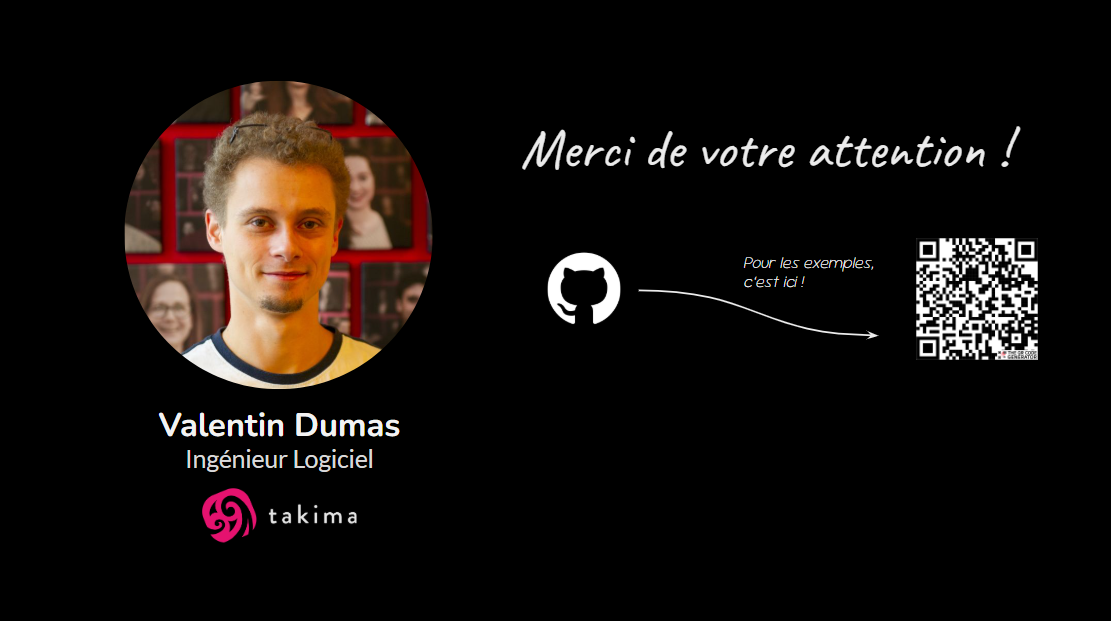 Merci de votre attention !
Pour les exemples,
c'est ici !
THE QR CODE
GENERATOR
Valentin Dumas
Ingénieur Logiciel
takima